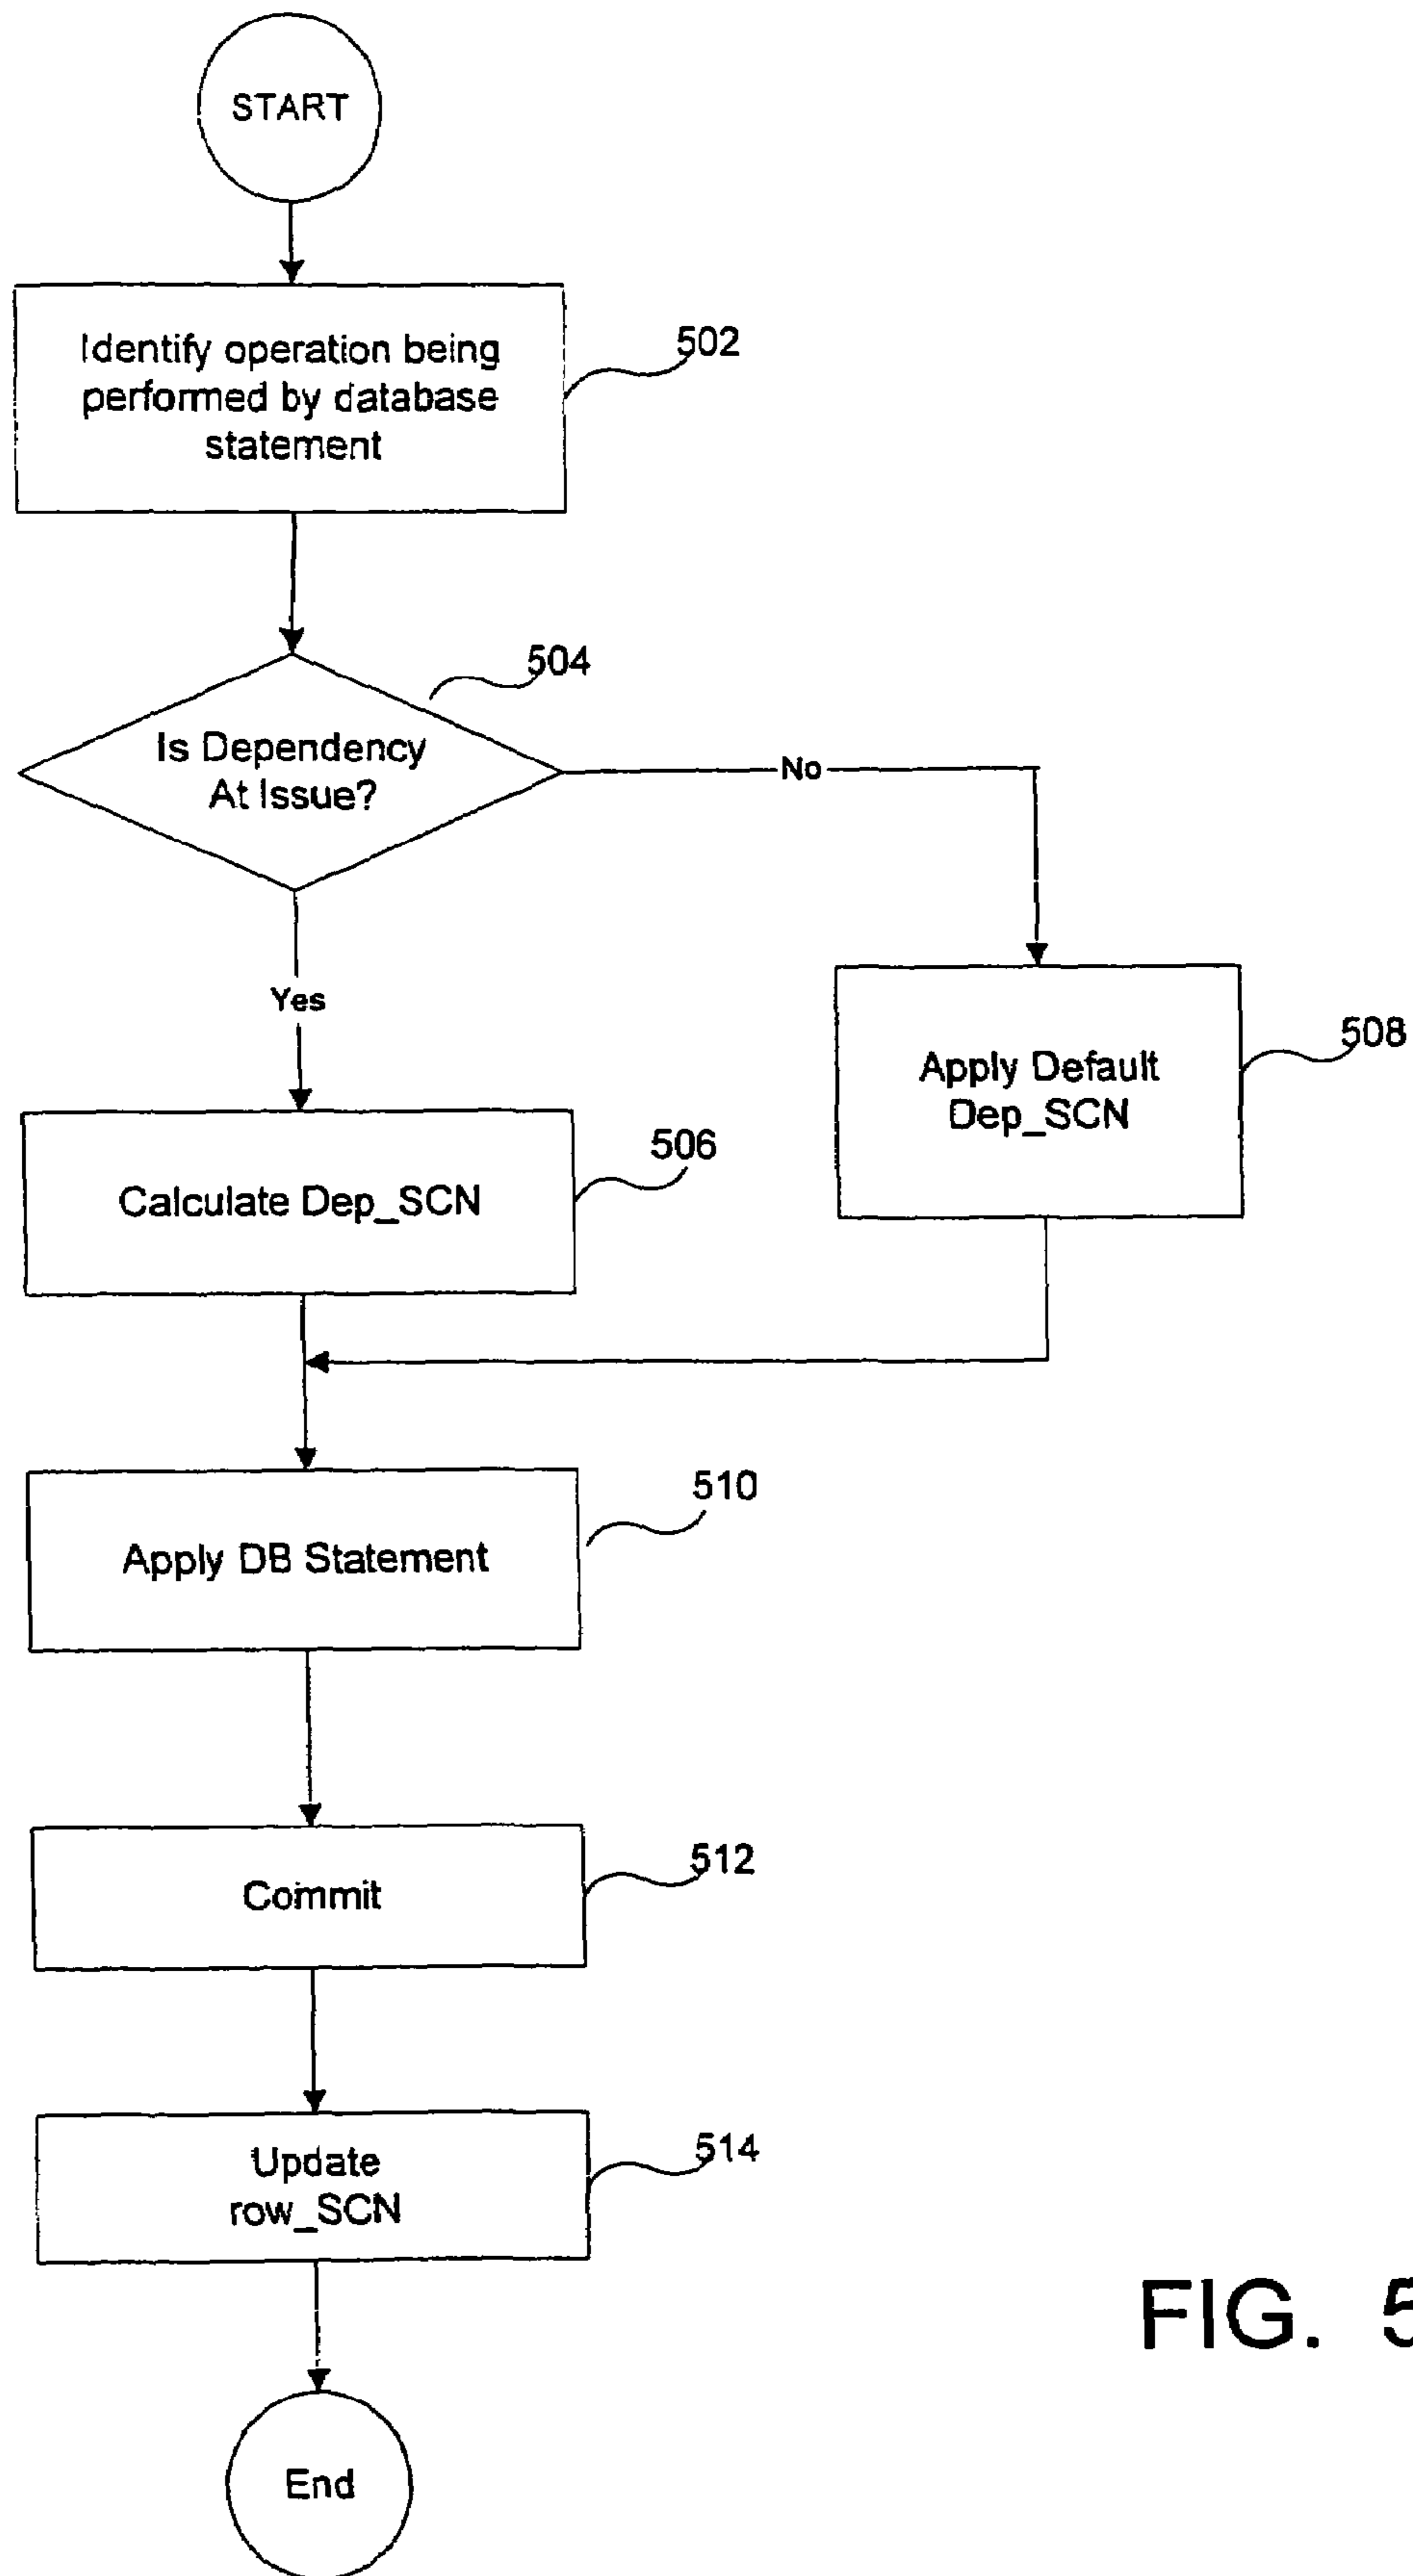 START
Identify operation being
performed by database
statement
502
504
Is Dependency
At Issue?
No
Yes
508
Apply Default
Dep_SCN
506
Calculate Dep_SCN
510
Apply DB Statement
512
Commit
514
Update
row_SCN
FIG. 5
End